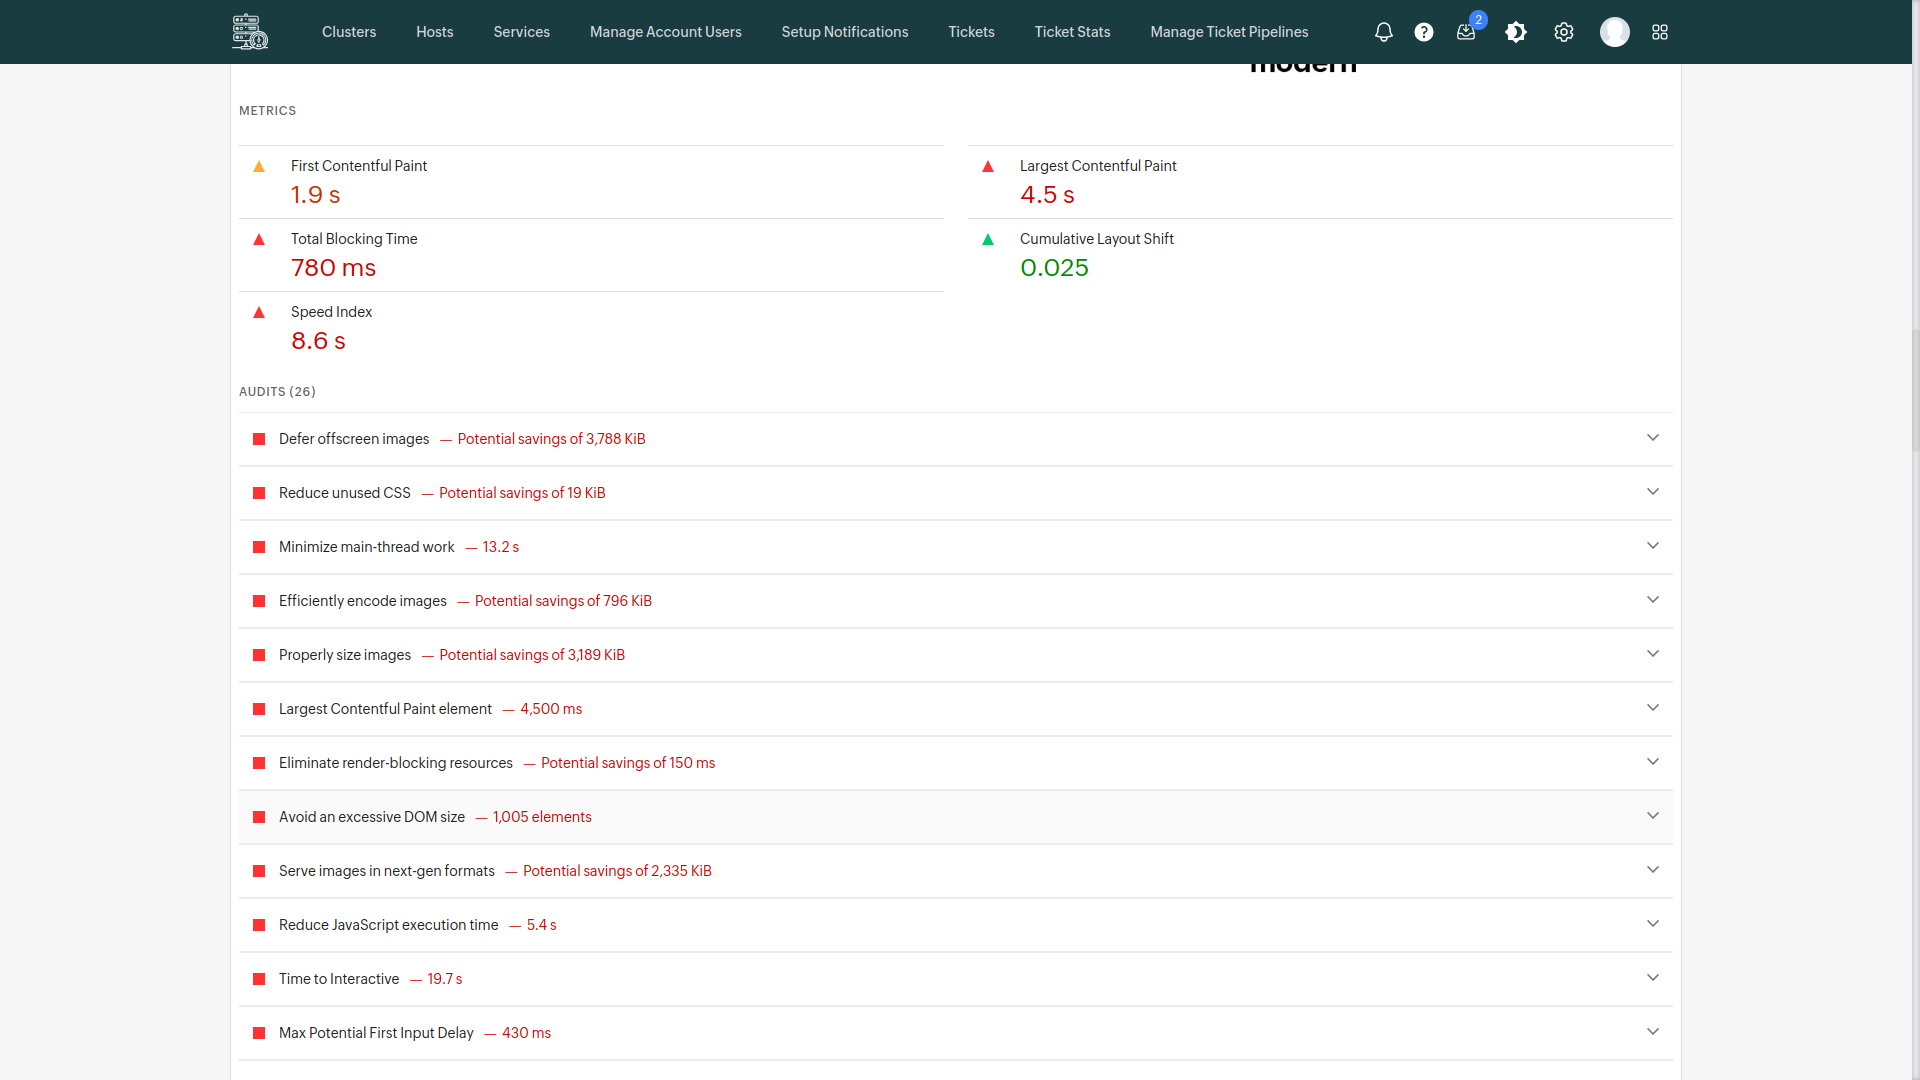 Clusters
Hosts
Services
Manage Account Users
Setup Notifications
Tickets
Ticket Stats
Manage Ticket Pipelines
2
modern
METRICS
First Contentful Paint
1.9 s
Largest Contentful Paint
4.5 s
Total Blocking Time
780 ms
Cumulative Layout Shift
0.025
Speed Index
8.6 s
AUDITS (26)
Defer offscreen images — Potential savings of 3,788 KiB
Reduce unused CSS — Potential savings of 19 KiB
Minimize main-thread work — 13.2 s
Efficiently encode images — Potential savings of 796 KiB
Properly size images — Potential savings of 3,189 KiB
Largest Contentful Paint element — 4,500 ms
Eliminate render-blocking resources — Potential savings of 150 ms
Avoid an excessive DOM size — 1,005 elements
Serve images in next-gen formats — Potential savings of 2,335 KiB
Reduce JavaScript execution time — 5.4 s
Time to Interactive — 19.7 s
Max Potential First Input Delay — 430 ms